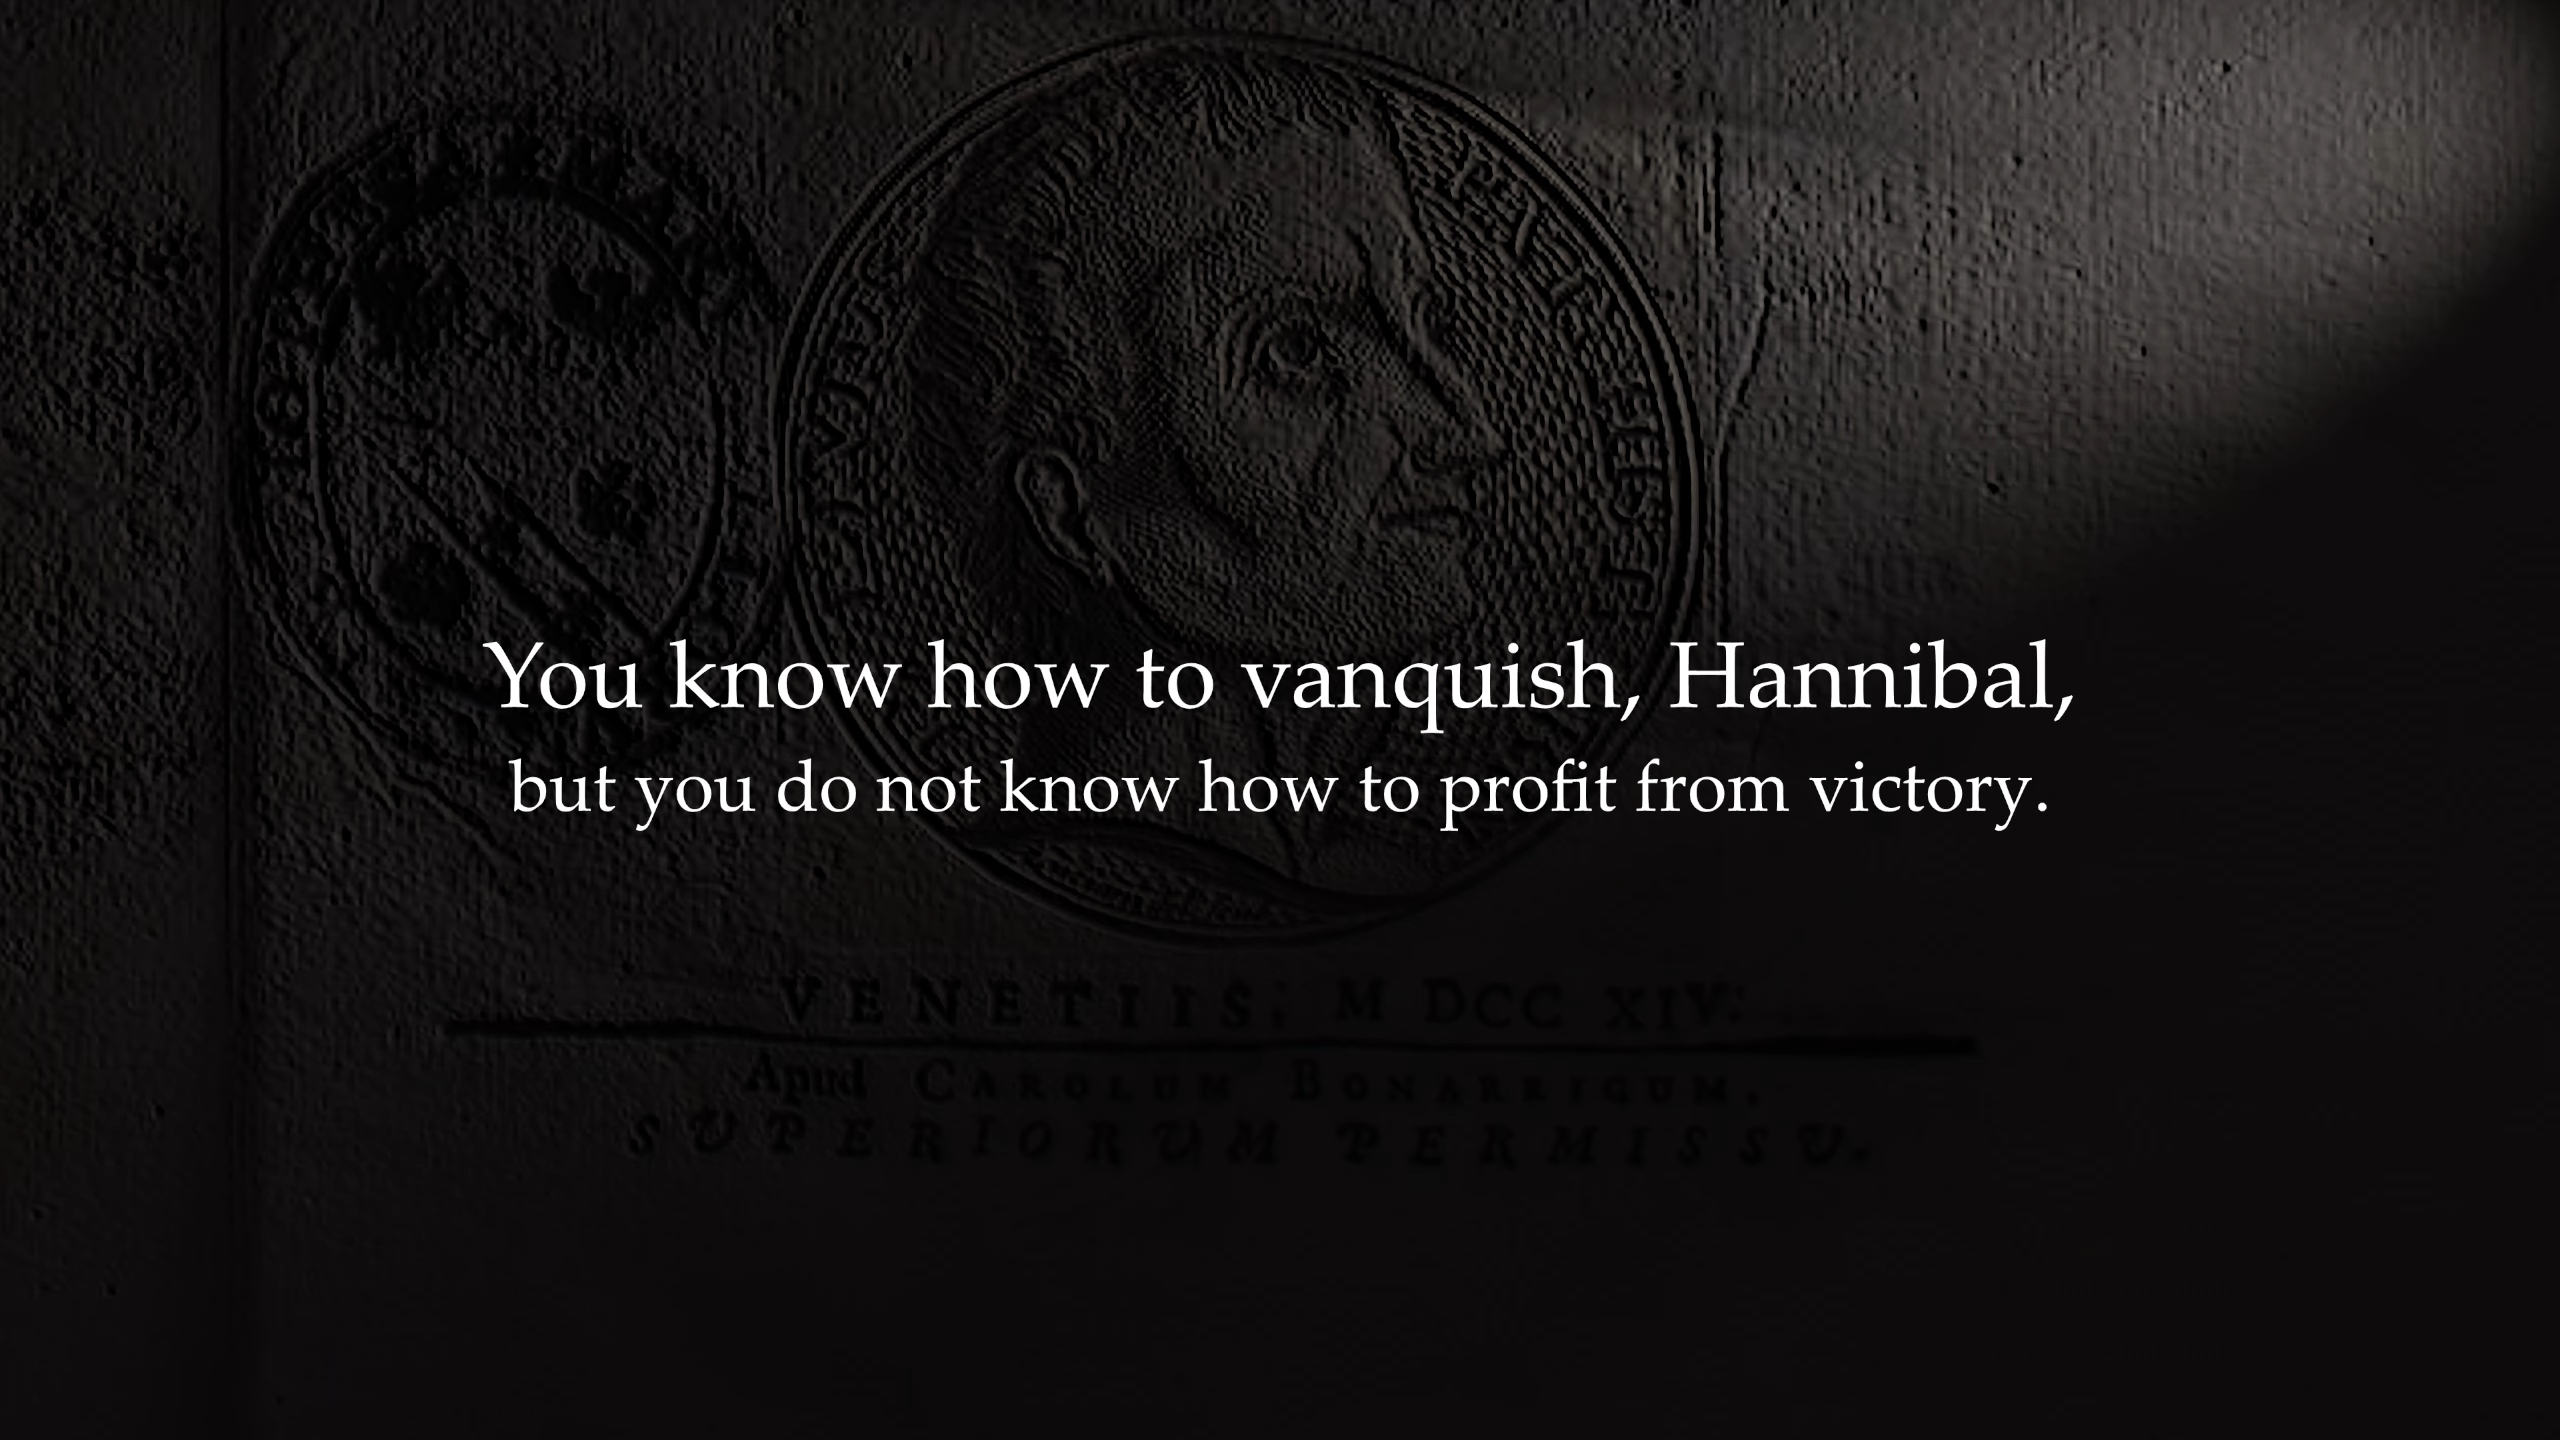 You know how to vanquish, Hannibal,
but you do not know how to profit from victory.
VENETIIS; M DCC XIV:
Apud CAROLUM BONARRIGUM,
SUPERIORUM PERMISSU.